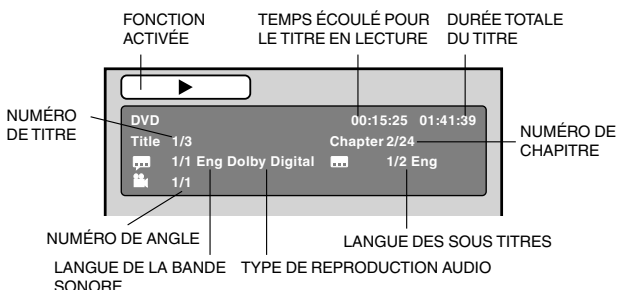 FONCTION
ACTIVÉE
TEMPS ÉCOULÉ POUR
LE TITRE EN LECTURE
DURÉE TOTALE
DU TITRE
NUMÉRO
DE TITRE
DVD 00:15:25 01:41:39
Title 1/3 Chapter 2/24
1/1 Eng Dolby Digital 1/2 Eng
1/1
NUMÉRO DE
CHAPITRE
NUMÉRO DE ANGLE
LANGUE DES SOUS TITRES
LANGUE DE LA BANDE
SONORE
TYPE DE REPRODUCTION AUDIO